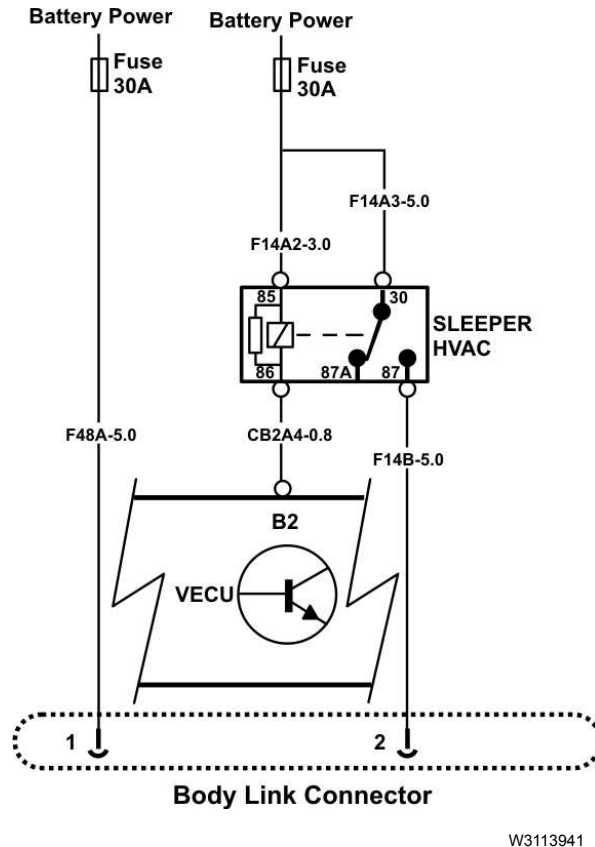 Battery Power
Battery Power
Fuse
30A
Fuse
30A
F14A3-5.0
F14A2-3.0
85
30
SLEEPER
HVAC
86
87A
87
F48A-5.0
CB2A4-0.8
F14B-5.0
B2
VECU
1
2
Body Link Connector
W3113941